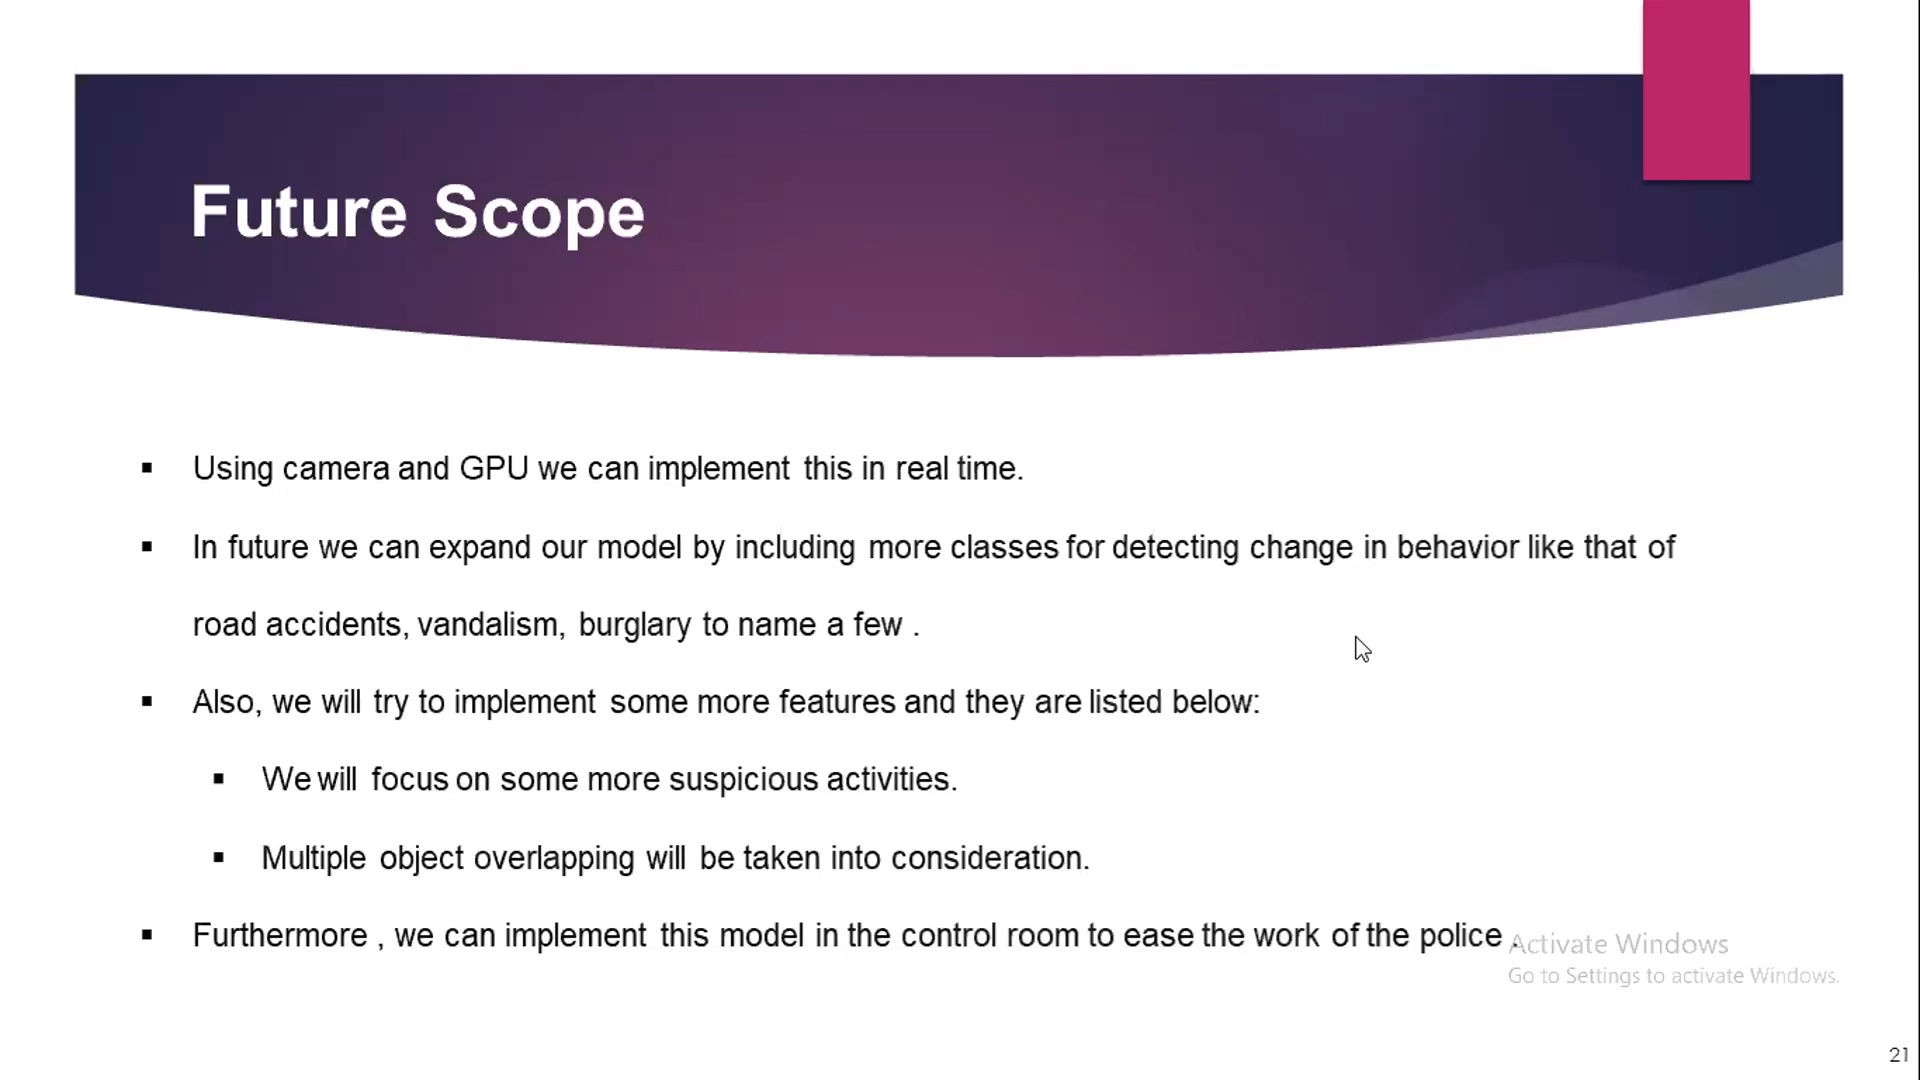 Future Scope
▪ Using camera and GPU we can implement this in real time.
▪ In future we can expand our model by including more classes for detecting change in behavior like that of
road accidents, vandalism, burglary to name a few .
▪ Also, we will try to implement some more features and they are listed below:
▪ We will focus on some more suspicious activities.
▪ Multiple object overlapping will be taken into consideration.
▪ Furthermore , we can implement this model in the control room to ease the work of the police .
Activate Windows
Go to Settings to activate Windows.
21